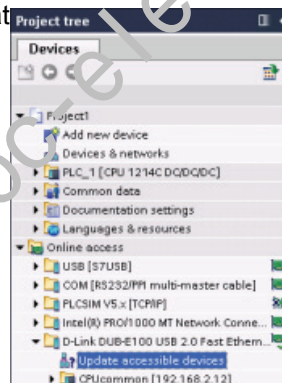 at
Project tree
Devices
Project1
Add new device
Devices & networks
PLC_1 [CPU 1214C DC/DC/DC]
Common data
Documentation settings
Languages & resources
Online access
USB [S7USB]
COM [RS232/PPI multi-master cable]
PLCSIM V5.x [TCP/IP]
Intel(R) PRO/1000 MT Network Conne...
D-Link DUB-E100 USB 2.0 Fast Ethern...
Update accessible devices
CPUcommon [192.168.2.12]